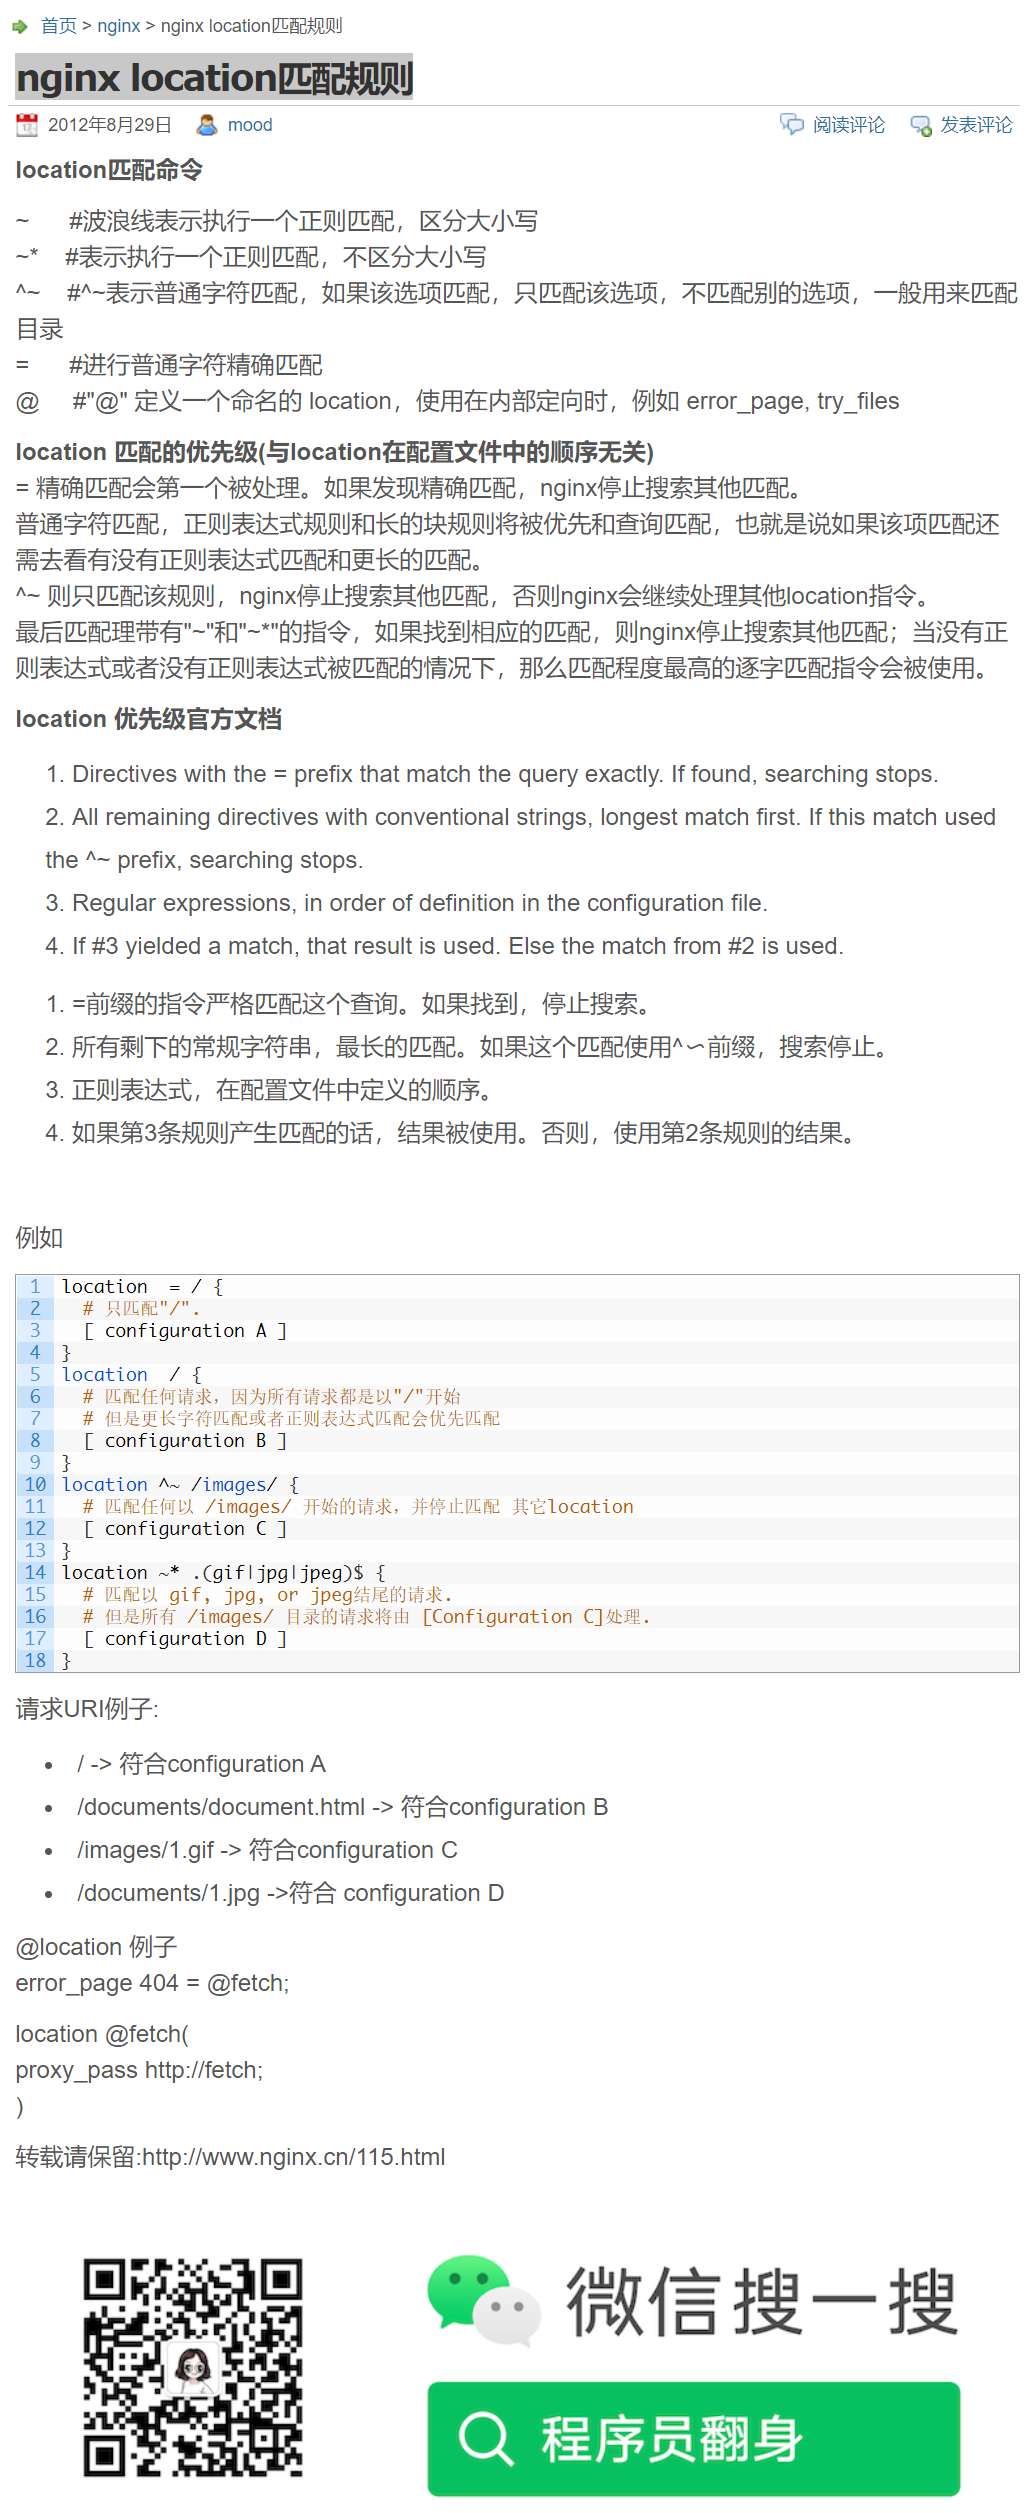 首页 > nginx > nginx location匹配规则
nginx location匹配规则
2012年8月29日 mood 阅读评论 发表评论
location匹配命令
~ #波浪线表示执行一个正则匹配，区分大小写
~* #表示执行一个正则匹配，不区分大小写
^~ #^~表示普通字符匹配，如果该选项匹配，只匹配该选项，不匹配别的选项，一般用来匹配
目录
= #进行普通字符精确匹配
@ #"@" 定义一个命名的 location，使用在内部定向时，例如 error_page, try_files
location 匹配的优先级(与location在配置文件中的顺序无关)
= 精确匹配会第一个被处理。如果发现精确匹配，nginx停止搜索其他匹配。
普通字符匹配，正则表达式规则和长的块规则将被优先和查询匹配，也就是说如果该项匹配还
需去看有没有正则表达式匹配和更长的匹配。
^~ 则只匹配该规则，nginx停止搜索其他匹配，否则nginx会继续处理其他location指令。
最后匹配理带有"~"和"~*"的指令，如果找到相应的匹配，则nginx停止搜索其他匹配；当没有正
则表达式或者没有正则表达式被匹配的情况下，那么匹配程度最高的逐字匹配指令会被使用。
location 优先级官方文档
1. Directives with the = prefix that match the query exactly. If found, searching stops.
2. All remaining directives with conventional strings, longest match first. If this match used
the ^~ prefix, searching stops.
3. Regular expressions, in order of definition in the configuration file.
4. If #3 yielded a match, that result is used. Else the match from #2 is used.
1. =前缀的指令严格匹配这个查询。如果找到，停止搜索。
2. 所有剩下的常规字符串，最长的匹配。如果这个匹配使用^〜前缀，搜索停止。
3. 正则表达式，在配置文件中定义的顺序。
4. 如果第3条规则产生匹配的话，结果被使用。否则，使用第2条规则的结果。
例如
1 location  = / {
2   # 只匹配"/".
3   [ configuration A ]
4 }
5 location  / {
6   # 匹配任何请求，因为所有请求都是以"/"开始
7   # 但是更长字符匹配或者正则表达式匹配会优先匹配
8   [ configuration B ]
9 }
10 location ^~ /images/ {
11   # 匹配任何以 /images/ 开始的请求，并停止匹配 其它location
12   [ configuration C ]
13 }
14 location ~* .(gif|jpg|jpeg)$ {
15   # 匹配以 gif, jpg, or jpeg结尾的请求.
16   # 但是所有 /images/ 目录的请求将由 [Configuration C]处理.
17   [ configuration D ]
18 }
请求URI例子:
• / -> 符合configuration A
• /documents/document.html -> 符合configuration B
• /images/1.gif -> 符合configuration C
• /documents/1.jpg ->符合 configuration D
@location 例子
error_page 404 = @fetch;
location @fetch(
proxy_pass http://fetch;
)
转载请保留:http://www.nginx.cn/115.html
微信搜一搜
程序员翻身